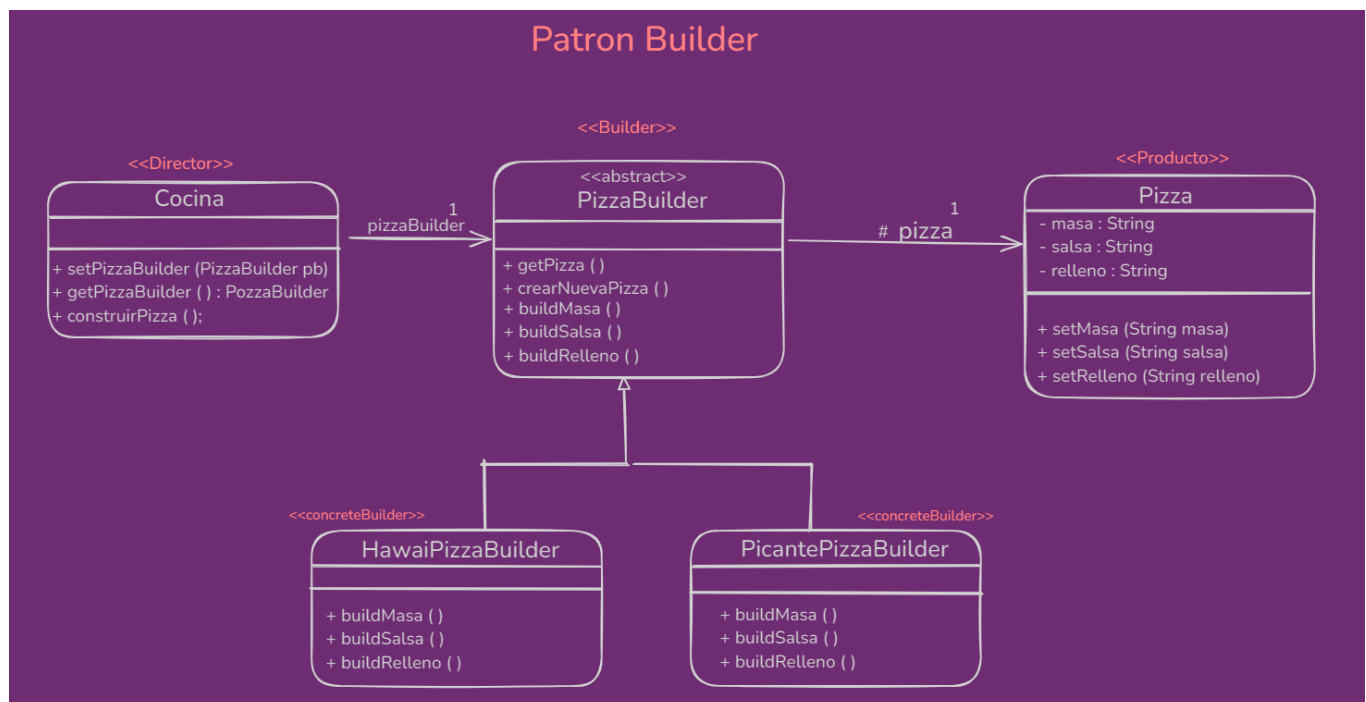 Patron Builder
<<Director>>
Cocina
+ setPizzaBuilder (PizzaBuilder pb)
+ getPizzaBuilder ( ) : PozzaBuilder
+ construirPizza ( );
1
pizzaBuilder
<<Builder>>
<<abstract>>
PizzaBuilder
+ getPizza ( )
+ crearNuevaPizza ( )
+ buildMasa ( )
+ buildSalsa ( )
+ buildRelleno ( )
1
# pizza
<<Producto>>
Pizza
- masa : String
- salsa : String
- relleno : String
+ setMasa (String masa)
+ setSalsa (String salsa)
+ setRelleno (String relleno)
<<concreteBuilder>>
HawaiPizzaBuilder
+ buildMasa ( )
+ buildSalsa ( )
+ buildRelleno ( )
<<concreteBuilder>>
PicantePizzaBuilder
+ buildMasa ( )
+ buildSalsa ( )
+ buildRelleno ( )